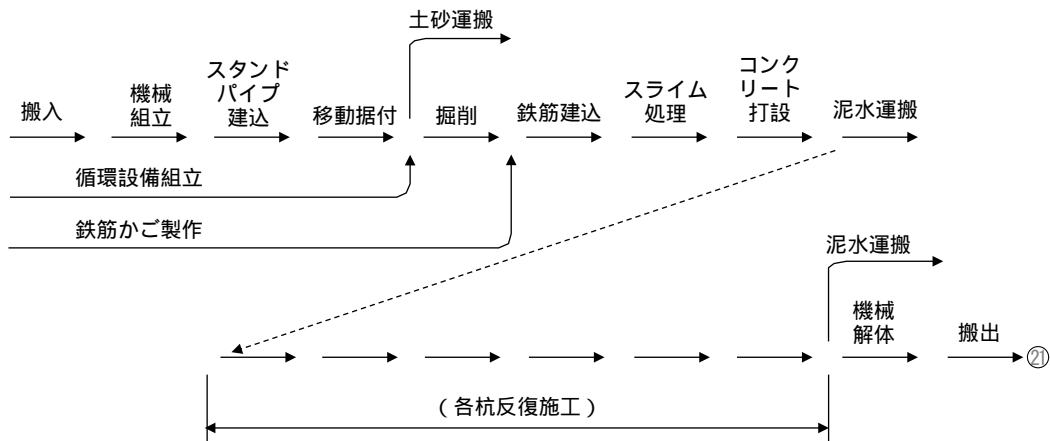 土砂運搬
搬入
機械
組立
スタンド
パイプ
建込
移動据付
掘削
鉄筋建込
スライム
処理
コンク
リート
打設
泥水運搬
循環設備組立
鉄筋かご製作
泥水運搬
機械
解体
搬出
㉑
(各杭反復施工)